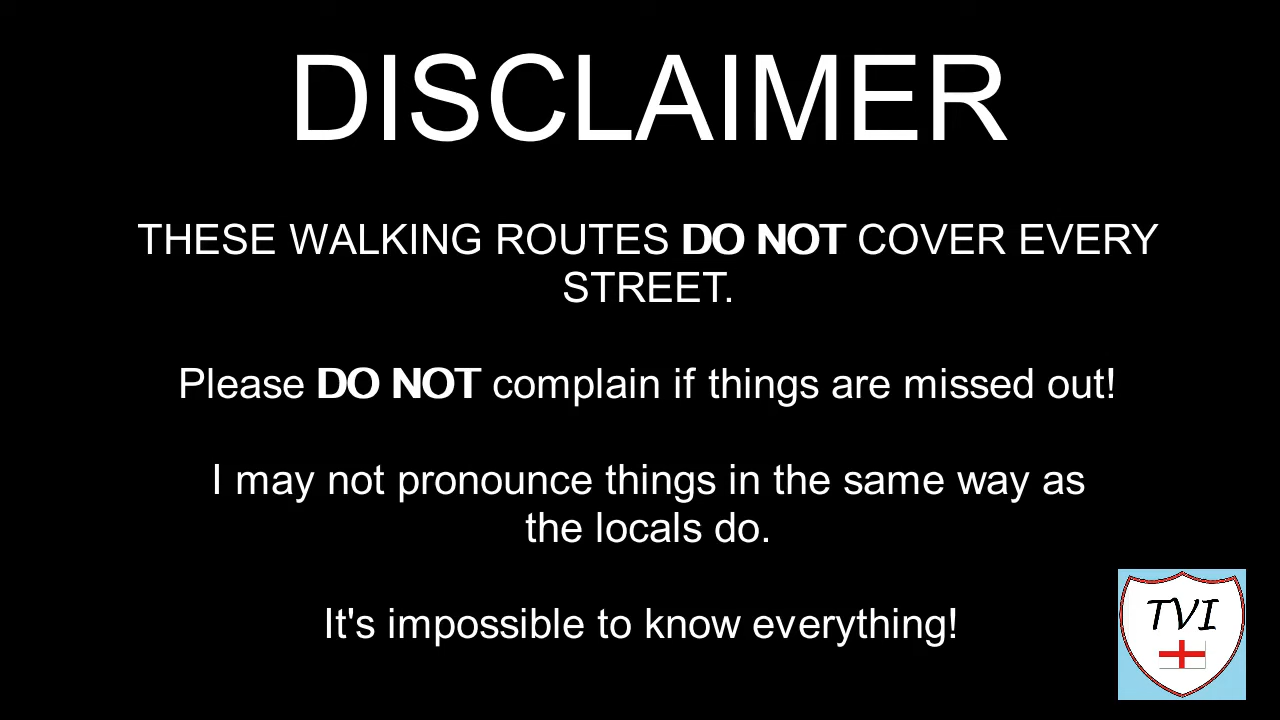 DISCLAIMER
THESE WALKING ROUTES DO NOT COVER EVERY
STREET.
Please DO NOT complain if things are missed out!
I may not pronounce things in the same way as
the locals do.
It's impossible to know everything!
TVI